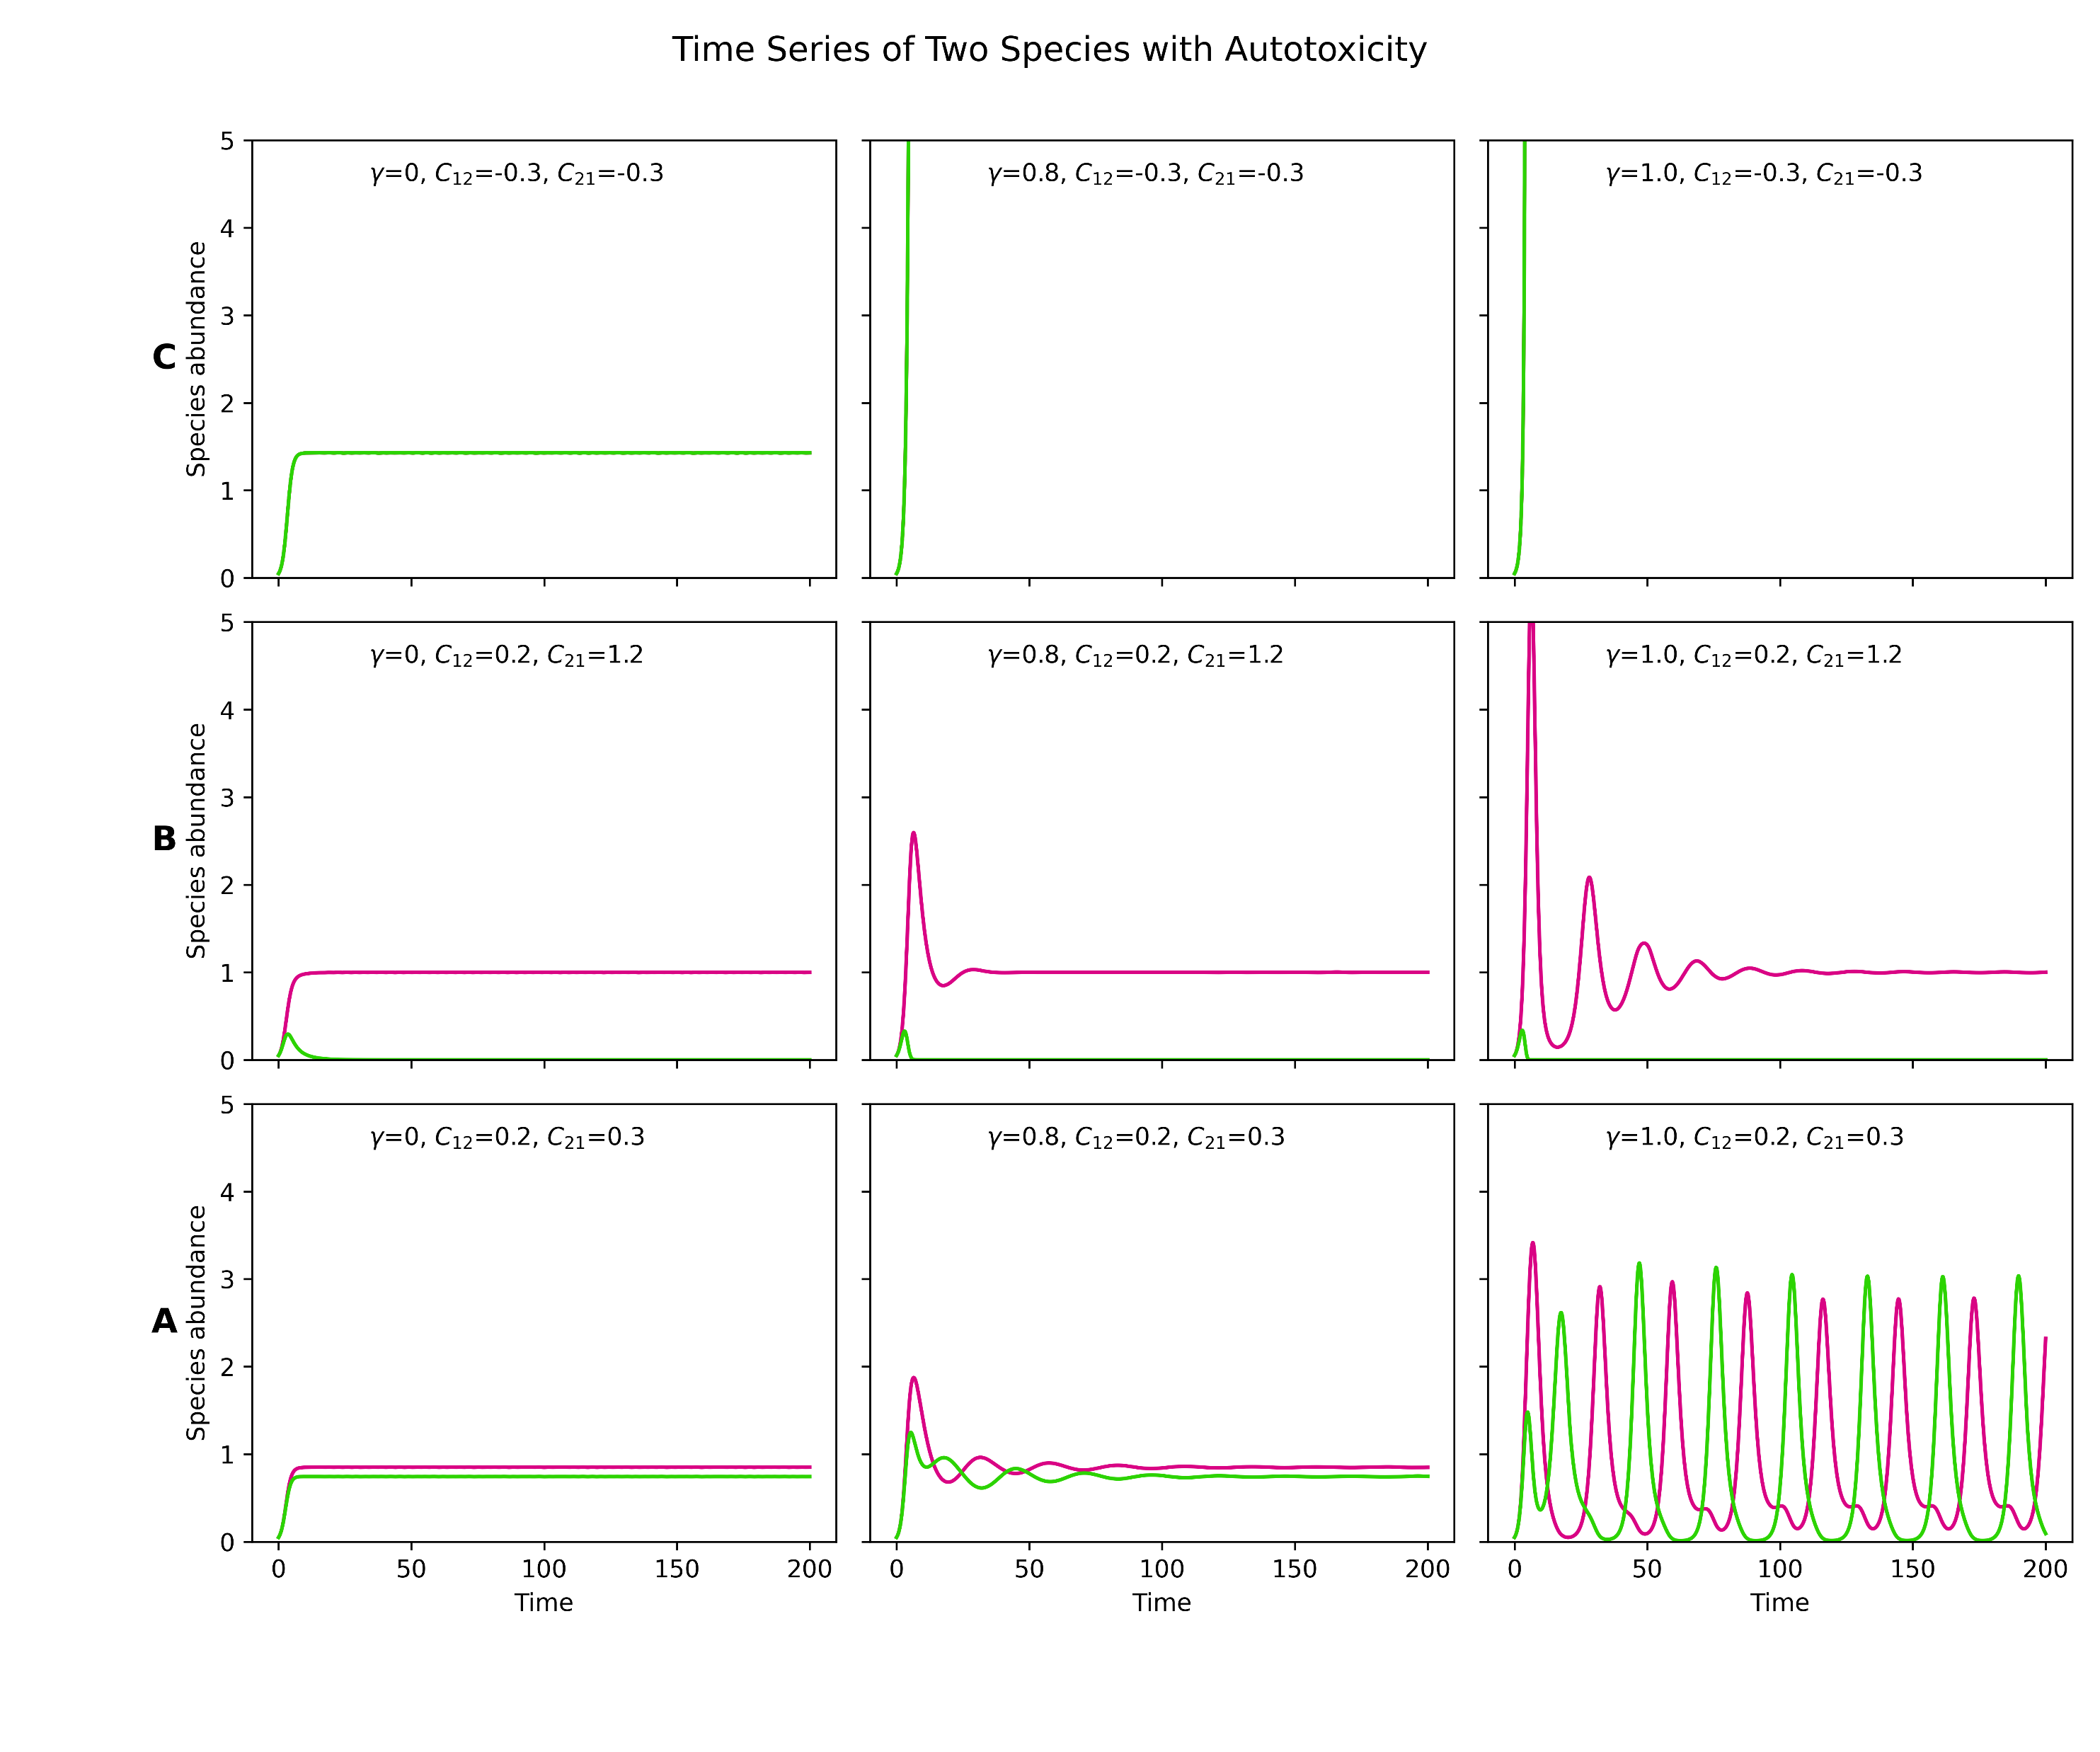 Time Series of Two Species with Autotoxicity
γ=0, C12=-0.3, C21=-0.3
γ=0.8, C12=-0.3, C21=-0.3
γ=1.0, C12=-0.3, C21=-0.3
C
Species abundance
5
4
3
2
1
0
γ=0, C12=0.2, C21=1.2
γ=0.8, C12=0.2, C21=1.2
γ=1.0, C12=0.2, C21=1.2
B
Species abundance
5
4
3
2
1
0
γ=0, C12=0.2, C21=0.3
γ=0.8, C12=0.2, C21=0.3
γ=1.0, C12=0.2, C21=0.3
A
Species abundance
5
4
3
2
1
0
0 50 100 150 200
0 50 100 150 200
0 50 100 150 200
Time
Time
Time